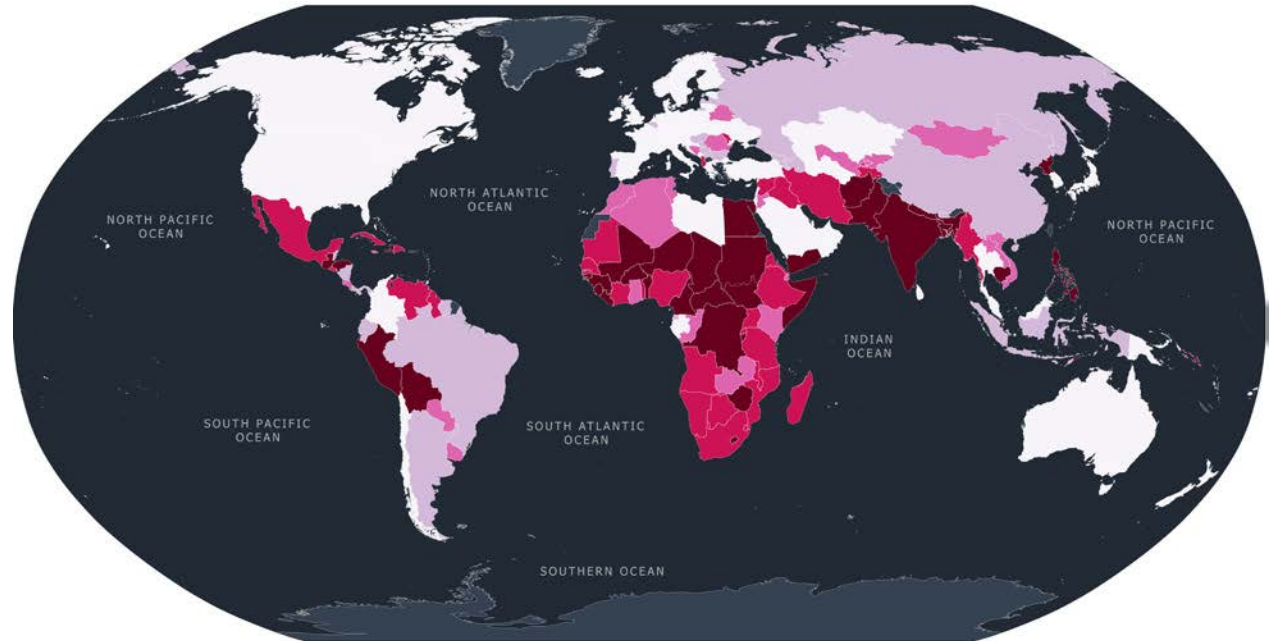 NORTH ATLANTIC
OCEAN
NORTH PACIFIC
OCEAN
NORTH PACIFIC
OCEAN
INDIAN
OCEAN
SOUTH PACIFIC
OCEAN
SOUTH ATLANTIC
OCEAN
SOUTHERN OCEAN